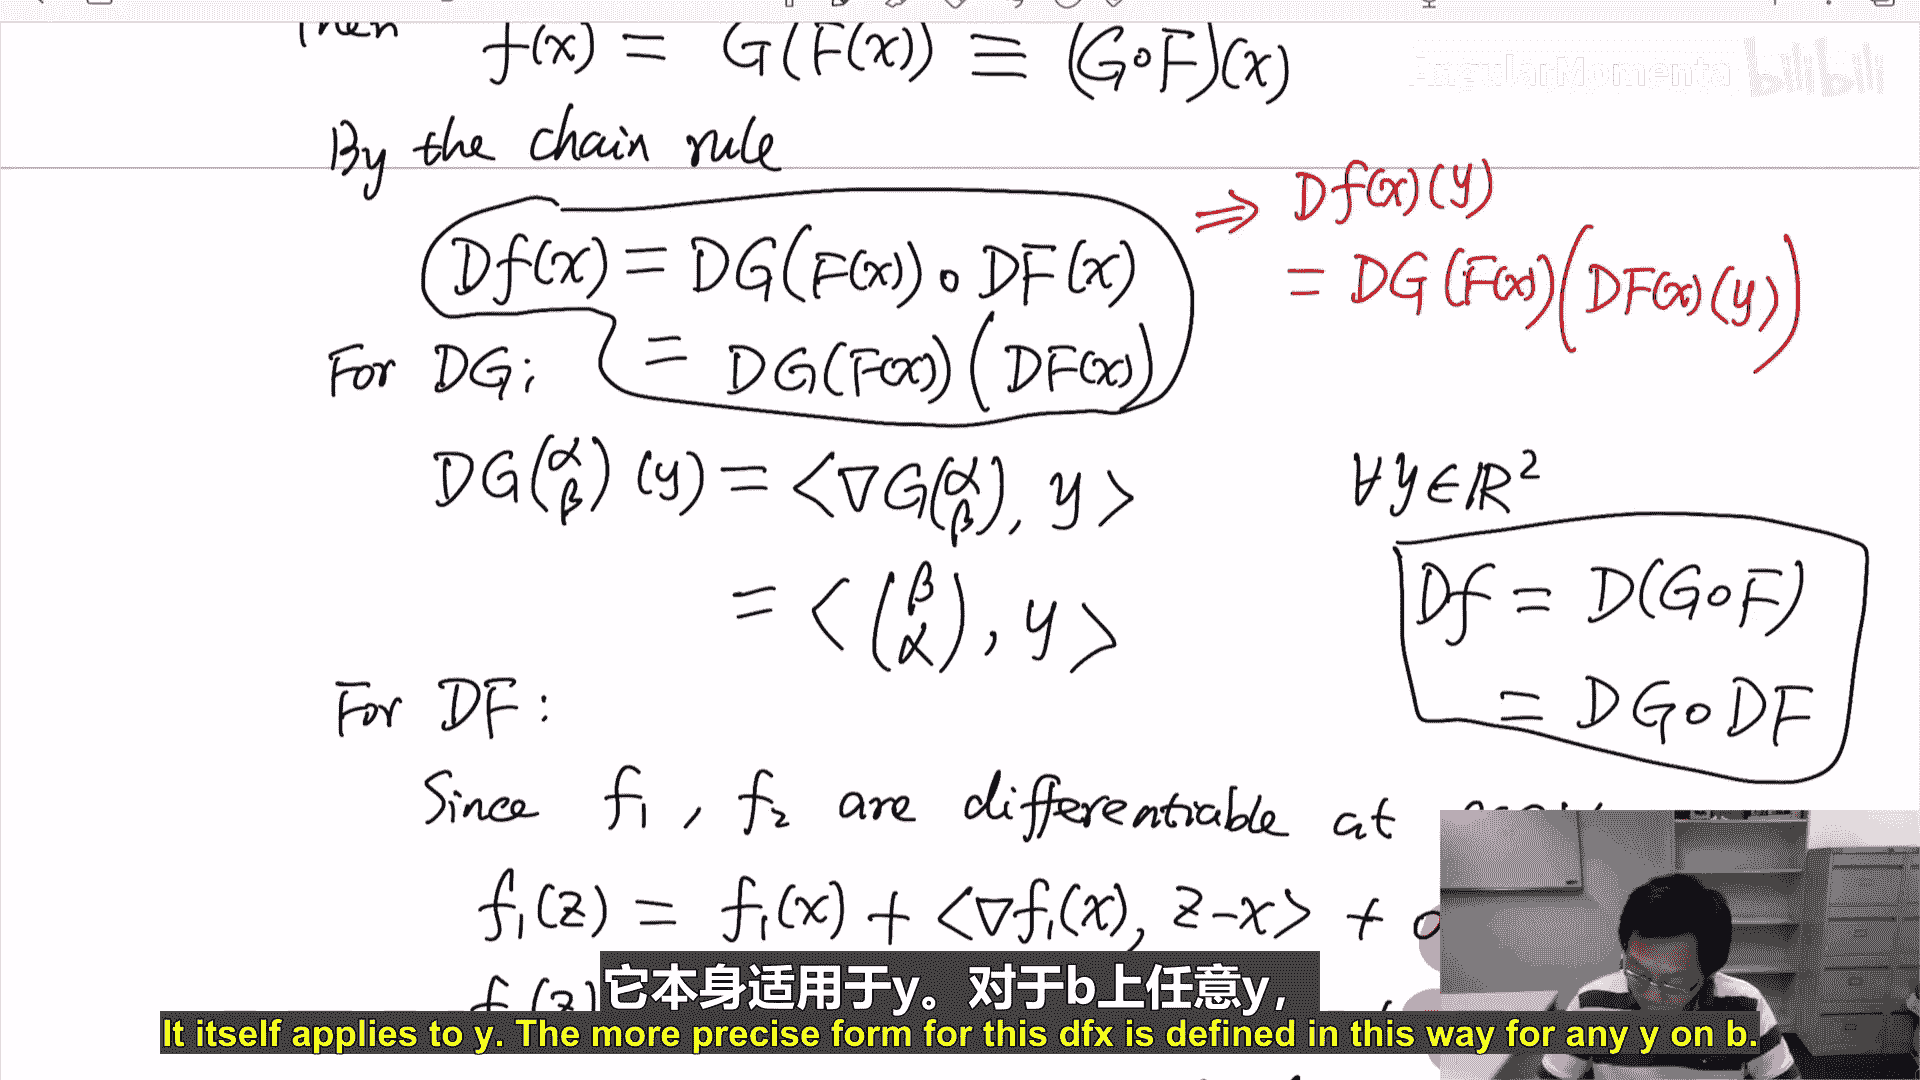 Then f(x) = G(F(x)) ≡ (G∘F)(x)
AngularMomenta bilibili
By the chain rule
Df(x) = DG(F(x)) ∘ DF(x)
= DG(F(x))(DF(x))
⇒ Df(x)(y)
= DG(F(x))(DF(x)(y))
For DG:
DG(α β)(y) = <∇G(α β), y>
= <(β α), y>
∀y∈ℝ²
Df = D(G∘F)
= DG∘DF
For DF:
Since f₁, f₂ are differentiable at
f₁(z) = f₁(x) + <∇f₁(x), z-x> + o
f (z)
它本身适用于y。对于b上任意y，
It itself applies to y. The more precise form for this dfx is defined in this way for any y on b.